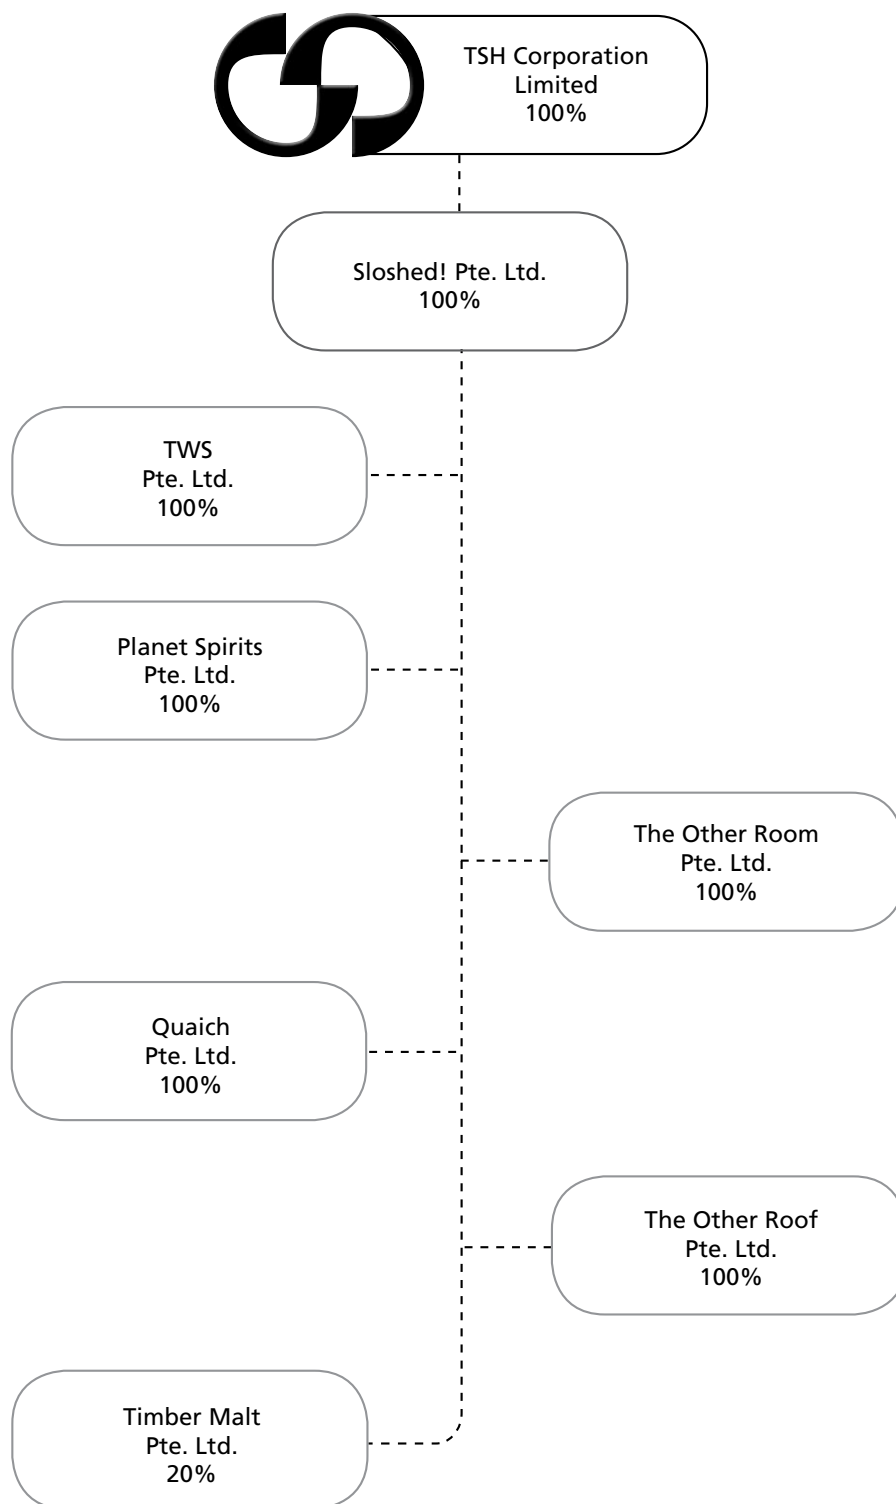 TSH Corporation
Limited
100%
Sloshed! Pte. Ltd.
100%
TWS
Pte. Ltd.
100%
Planet Spirits
Pte. Ltd.
100%
The Other Room
Pte. Ltd.
100%
Quaich
Pte. Ltd.
100%
The Other Roof
Pte. Ltd.
100%
Timber Malt
Pte. Ltd.
20%